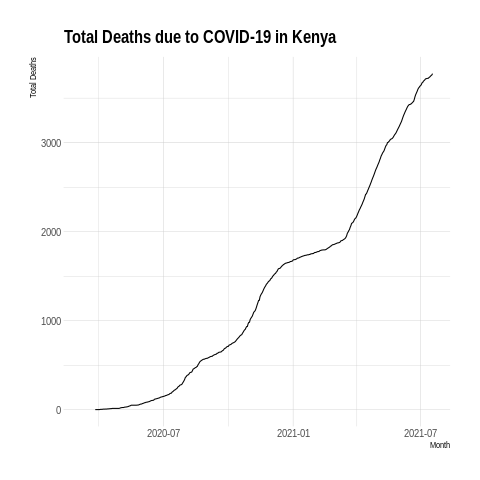 Total Deaths due to COVID-19 in Kenya
Total Deaths
3000
2000
1000
0
2020-07
2021-01
2021-07
Month